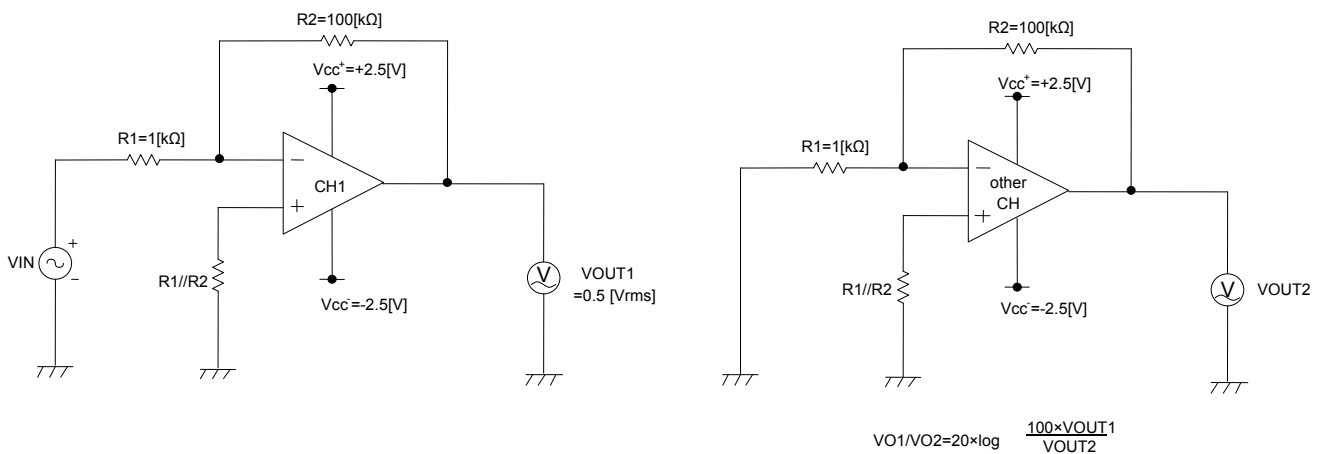 R2=100[kΩ]
Vcc⁺=+2.5[V]
R1=1[kΩ]
CH1
VIN
R1//R2
VOUT1
=0.5 [Vrms]
Vcc⁻=-2.5[V]
R2=100[kΩ]
Vcc⁺=+2.5[V]
R1=1[kΩ]
other
CH
R1//R2
VOUT2
Vcc⁻=-2.5[V]
VO1/VO2=20×log 100×VOUT1
VOUT2